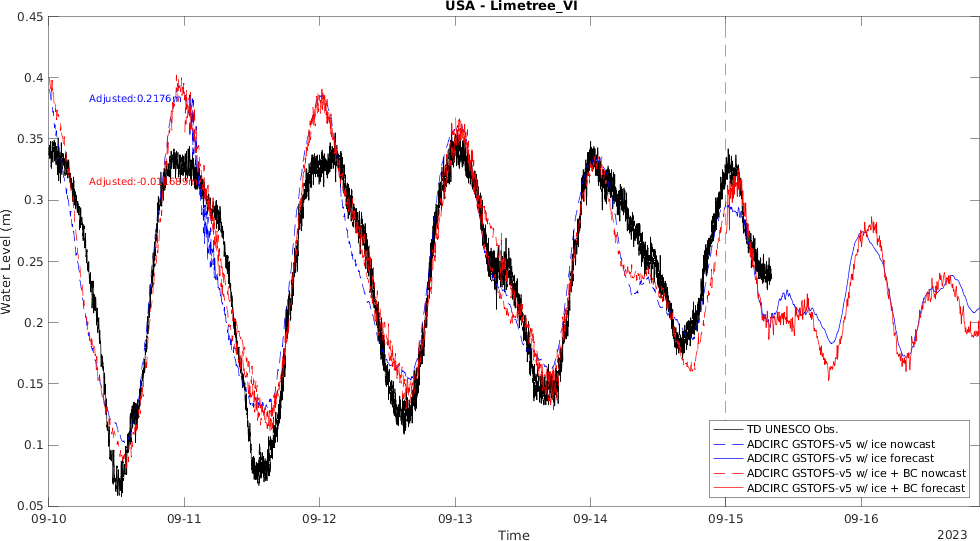 USA - Limetree_VI
0.45
0.4
0.35
0.3
0.25
0.2
0.15
0.1
0.05
Water Level (m)
Adjusted:0.2176m
09-10
09-11
09-12
09-13
09-14
09-15
09-16
Time
2023
TD UNESCO Obs.
ADCIRC GSTOFS-v5 w/ ice nowcast
ADCIRC GSTOFS-v5 w/ ice forecast
ADCIRC GSTOFS-v5 w/ ice + BC nowcast
ADCIRC GSTOFS-v5 w/ ice + BC forecast